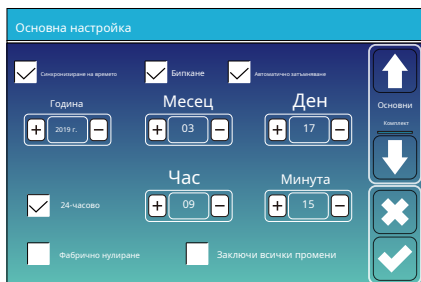 Основна настройка
Синхронизиране на времето
Бипкане
Автоматично затъмняване
Година
Месец
Ден
+ 2019 г. −
+ 03 −
+ 17 −
Основни
Комплект
Час
Минута
24-часово
+ 09 −
+ 15 −
Фабрично нулиране
Заключи всички промени